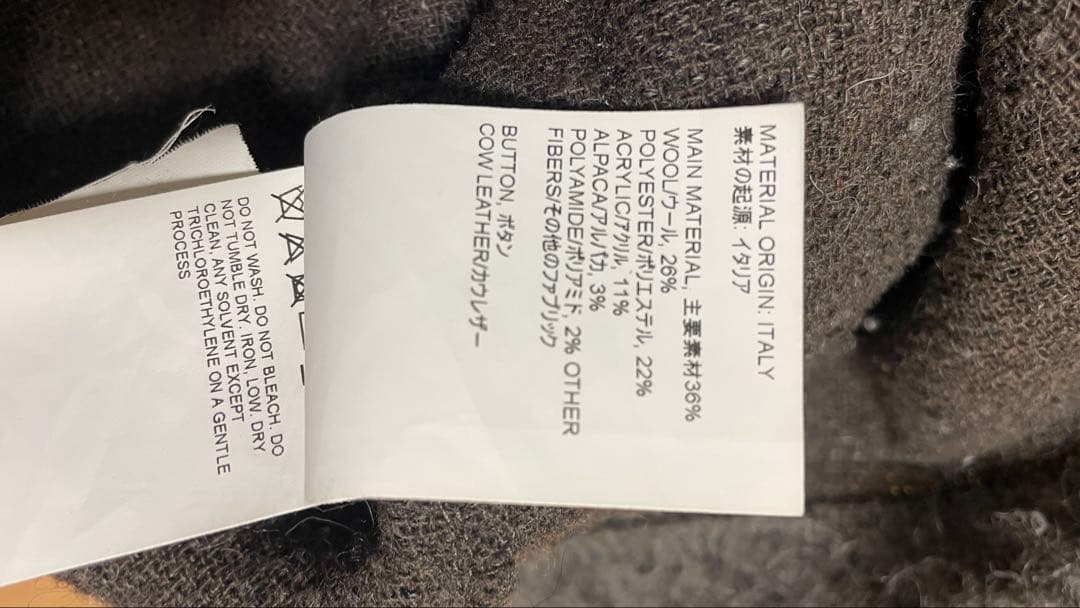 MATERIAL ORIGIN: ITALY
素材の起源: イタリア
MAIN MATERIAL, 主要素材36%
WOOL/ウール, 26%
POLYESTER/ポリエステル, 22%
ACRYLIC/アクリル, 11%
ALPACA/アルパカ, 3%
POLYAMIDE/ポリアミド, 2% OTHER
FIBERS/その他のファブリック
BUTTON, ボタン
COW LEATHER/カウレザー
DO NOT WASH. DO NOT BLEACH. DO
NOT TUMBLE DRY. IRON, LOW. DRY
CLEAN, ANY SOLVENT EXCEPT
TRICHLOROETHYLENE ON A GENTLE
PROCESS